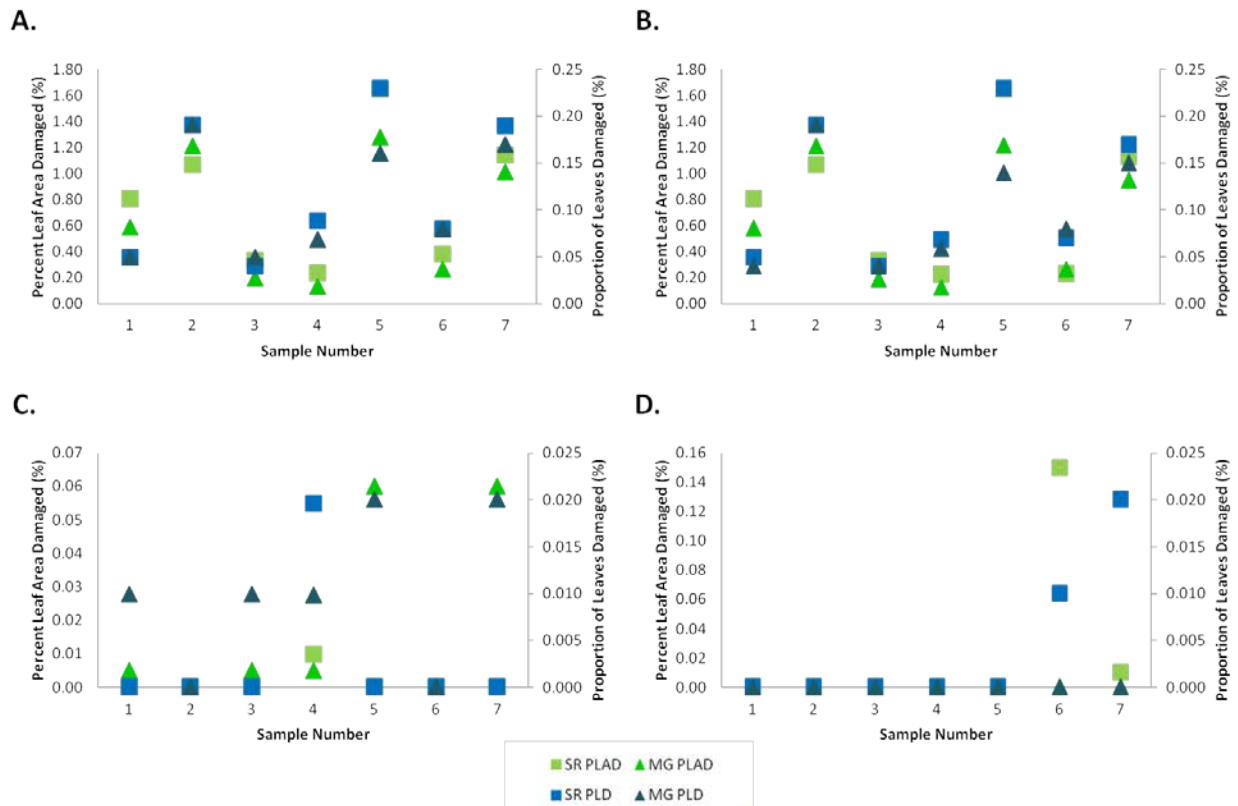 A.
Percent Leaf Area Damaged (%)
1.80
1.60
1.40
1.20
1.00
0.80
0.60
0.40
0.20
0.00
0.25
0.20
0.15
0.10
0.05
0.00
Proportion of Leaves Damaged (%)
1 2 3 4 5 6 7
Sample Number
B.
Percent Leaf Area Damaged (%)
1.80
1.60
1.40
1.20
1.00
0.80
0.60
0.40
0.20
0.00
0.25
0.20
0.15
0.10
0.05
0.00
Proportion of Leaves Damaged (%)
1 2 3 4 5 6 7
Sample Number
C.
Percent Leaf Area Damaged (%)
0.07
0.06
0.05
0.04
0.03
0.02
0.01
0.00
0.025
0.020
0.015
0.010
0.005
0.000
Proportion of Leaves Damaged (%)
1 2 3 4 5 6 7
Sample Number
D.
Percent Leaf Area Damaged (%)
0.16
0.14
0.12
0.10
0.08
0.06
0.04
0.02
0.00
0.025
0.020
0.015
0.010
0.005
0.000
Proportion of Leaves Damaged (%)
1 2 3 4 5 6 7
Sample Number
SR PLAD MG PLAD
SR PLD MG PLD